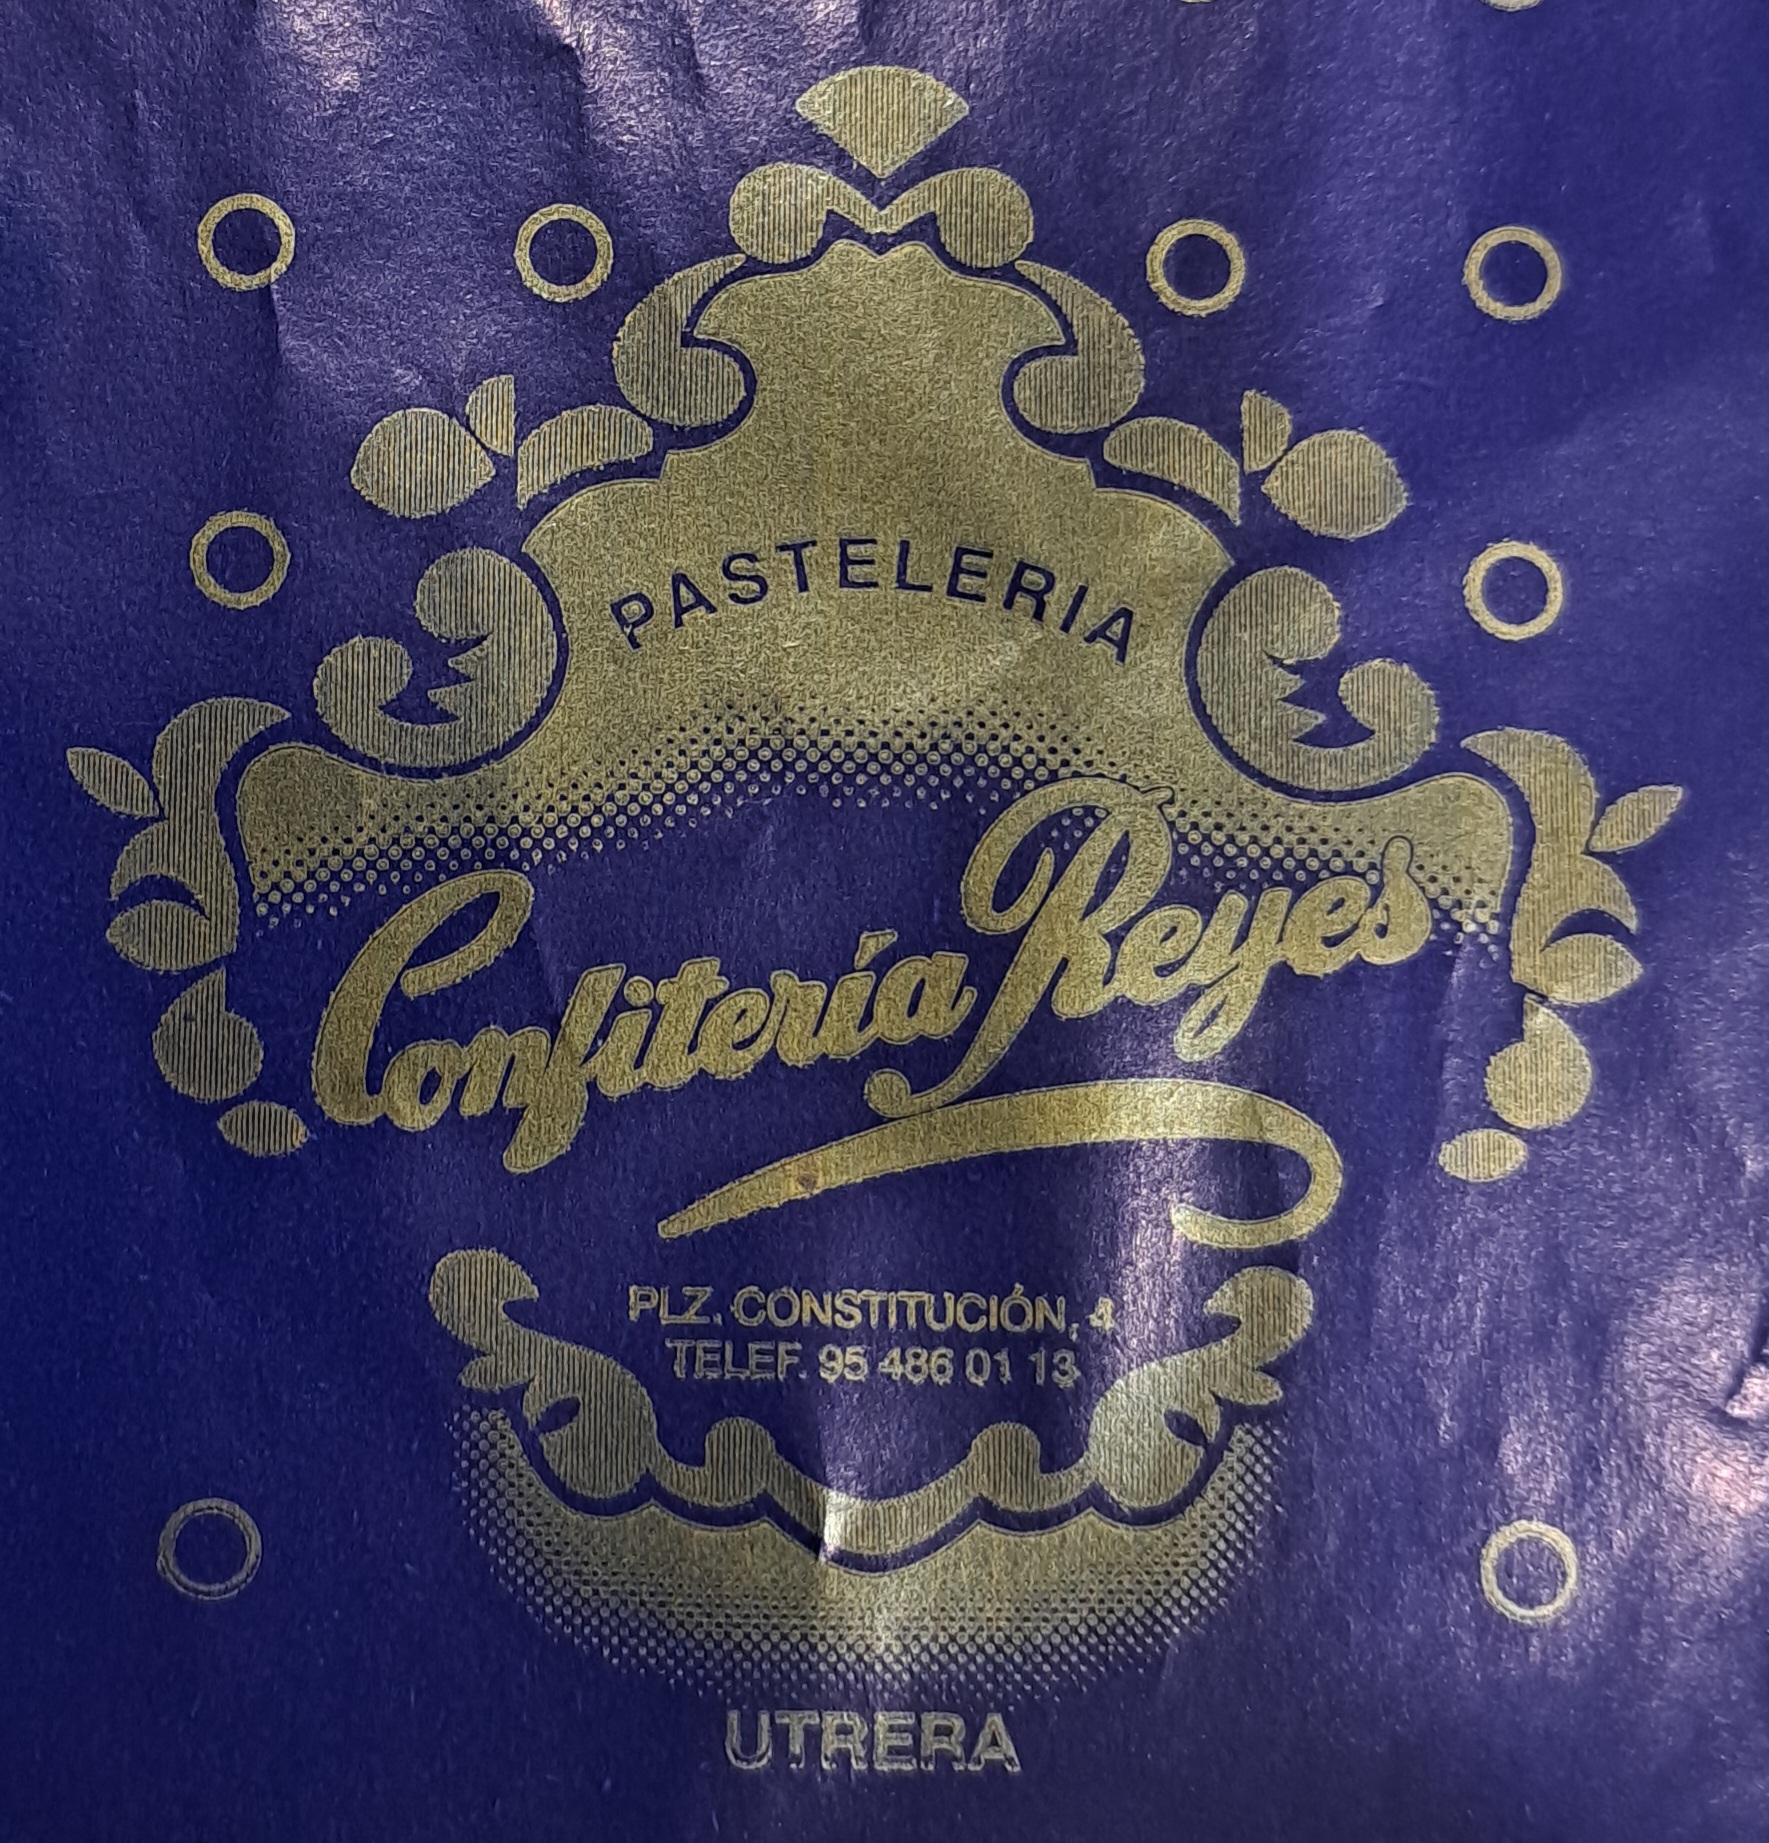 PASTELERIA
Confitería Reyes
PLZ. CONSTITUCIÓN, 4
TELEF. 95 486 01 13
UTRERA